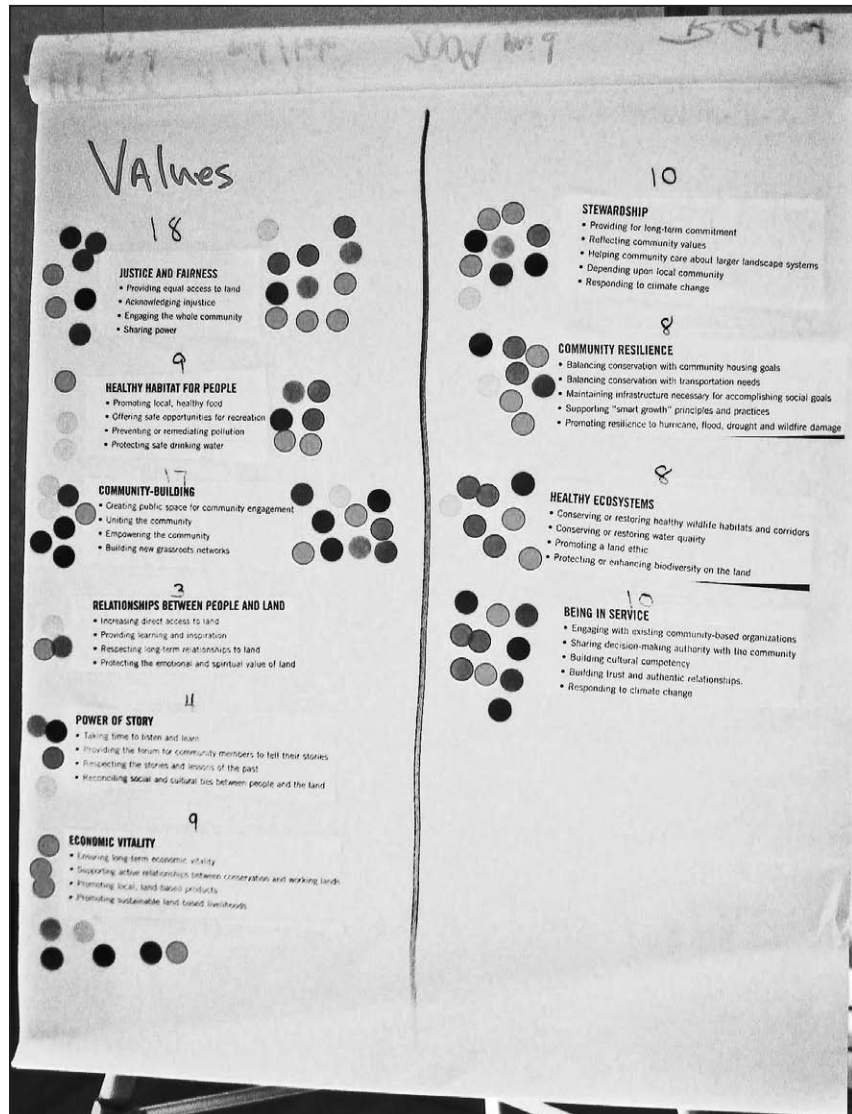 Values
18
JUSTICE AND FAIRNESS
• Providing equal access to land
• Acknowledging injustice
• Engaging the whole community
• Sharing power
9
HEALTHY HABITAT FOR PEOPLE
• Promoting local, healthy food
• Offering safe opportunities for recreation
• Preventing or remediating pollution
• Protecting safe drinking water
17
COMMUNITY-BUILDING
• Creating public space for community engagement
• Uniting the community
• Empowering the community
• Building new grassroots networks
3
RELATIONSHIPS BETWEEN PEOPLE AND LAND
• Increasing direct access to land
• Providing learning and inspiration
• Respecting long-term relationships to land
• Protecting the emotional and spiritual value of land
4
POWER OF STORY
• Taking time to listen and learn
• Providing the forum for community members to tell their stories
• Respecting the stories and lessons of the past
• Reconciling social and cultural ties between people and the land
9
ECONOMIC VITALITY
• Ensuring long-term economic vitality
• Supporting active relationships between conservation and working lands
• Promoting local, land-based products
• Promoting sustainable land based livelihoods
10
STEWARDSHIP
• Providing for long-term commitment
• Reflecting community values
• Helping community care about larger landscape systems
• Depending upon local community
• Responding to climate change
8
COMMUNITY RESILIENCE
• Balancing conservation with community housing goals
• Balancing conservation with transportation needs
• Maintaining infrastructure necessary for accomplishing social goals
• Supporting "smart growth" principles and practices
• Promoting resilience to hurricane, flood, drought and wildfire damage
8
HEALTHY ECOSYSTEMS
• Conserving or restoring healthy wildlife habitats and corridors
• Conserving or restoring water quality
• Promoting a land ethic
• Protecting or enhancing biodiversity on the land
10
BEING IN SERVICE
• Engaging with existing community-based organizations
• Sharing decision-making authority with the community
• Building cultural competency
• Building trust and authentic relationships.
• Responding to climate change